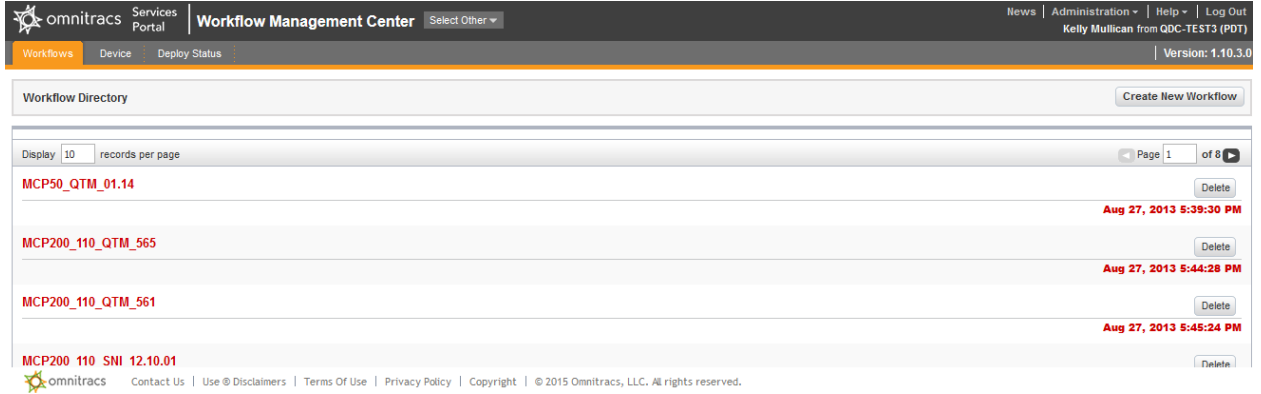 omnitracs Services Portal Workflow Management Center Select Other News Administration Help Log Out
Kelly Mullican from QDC-TEST3 (PDT)
Workflows Device Deploy Status Version: 1.10.3.0
Workflow Directory Create New Workflow
Display 10 records per page Page 1 of 8
MCP50_QTM_01.14 Delete
Aug 27, 2013 5:39:30 PM
MCP200_110_QTM_565 Delete
Aug 27, 2013 5:44:28 PM
MCP200_110_QTM_561 Delete
Aug 27, 2013 5:45:24 PM
MCP200_110_SNI_12.10.01 Delete
omnitracs Contact Us | Use ® Disclaimers | Terms Of Use | Privacy Policy | Copyright | © 2015 Omnitracs, LLC. All rights reserved.